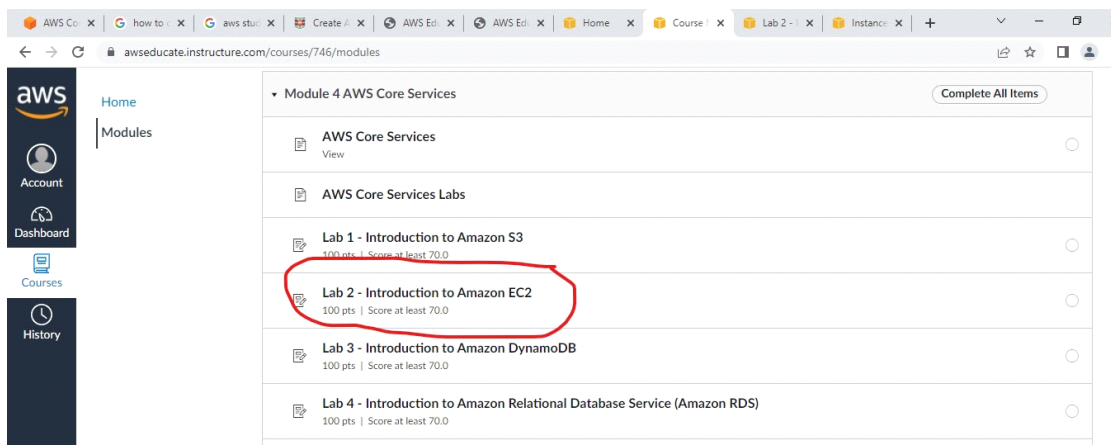 AWS Co
how to c
aws stud
Create A
AWS Edu
AWS Ed
Home
Course
Lab 2 -
Instance
awseducate.instructure.com/courses/746/modules
aws
Account
Dashboard
Courses
History
Home
Modules
Module 4 AWS Core Services
Complete All Items
AWS Core Services
View
AWS Core Services Labs
Lab 1 - Introduction to Amazon S3
100 pts | Score at least 70.0
Lab 2 - Introduction to Amazon EC2
100 pts | Score at least 70.0
Lab 3 - Introduction to Amazon DynamoDB
100 pts | Score at least 70.0
Lab 4 - Introduction to Amazon Relational Database Service (Amazon RDS)
100 pts | Score at least 70.0